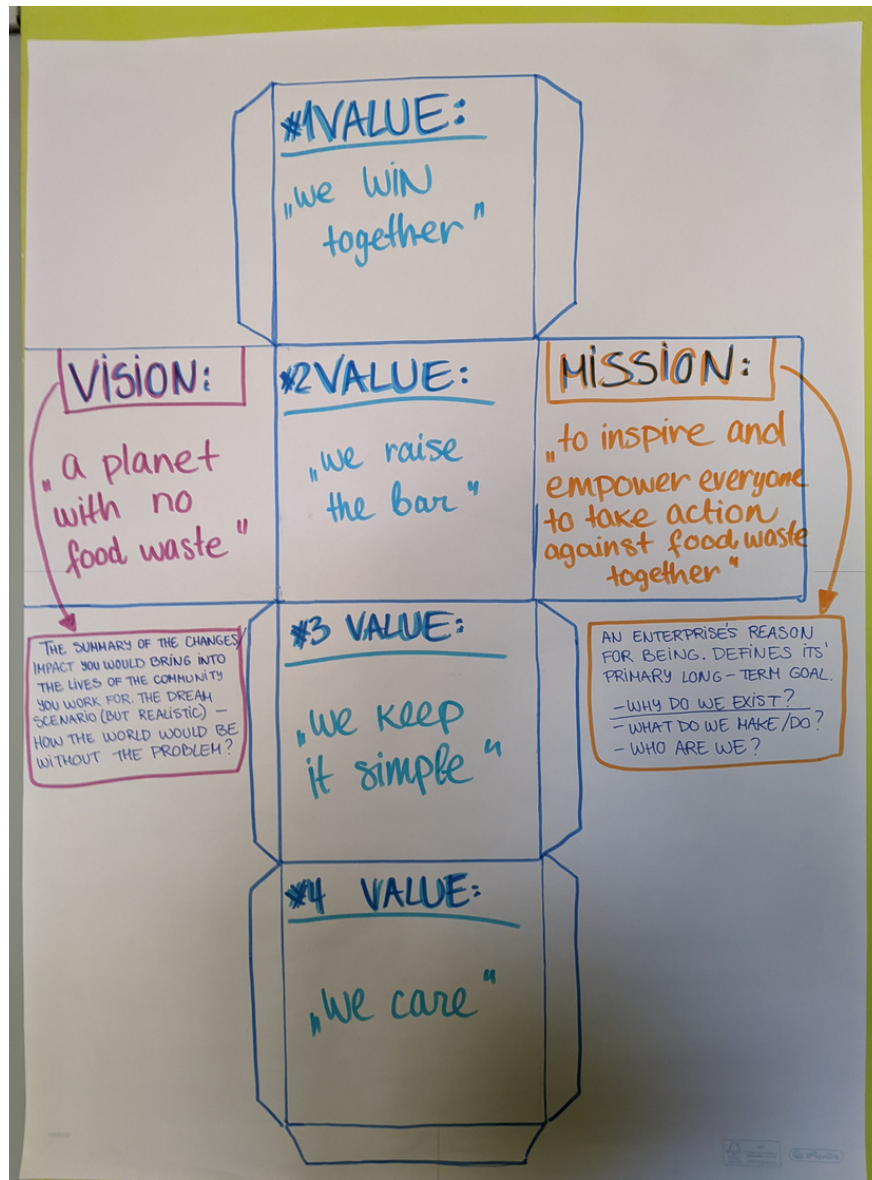 #1 VALUE:
„we WIN
together"
VISION:
„a planet
with no
food waste"
#2 VALUE:
„we raise
the bar"
MISSION:
„to inspire and
empower everyone
to take action
against food waste
together"
THE SUMMARY OF THE CHANGES/
IMPACT YOU WOULD BRING INTO
THE LIVES OF THE COMMUNITY
YOU WORK FOR. THE DREAM
SCENARIO (BUT REALISTIC) –
HOW THE WORLD WOULD BE
WITHOUT THE PROBLEM?
#3 VALUE:
„we keep
it simple"
AN ENTERPRISE'S REASON
FOR BEING. DEFINES ITS'
PRIMARY LONG-TERM GOAL.
- WHY DO WE EXIST?
- WHAT DO WE MAKE/DO?
- WHO ARE WE?
#4 VALUE:
„We care"